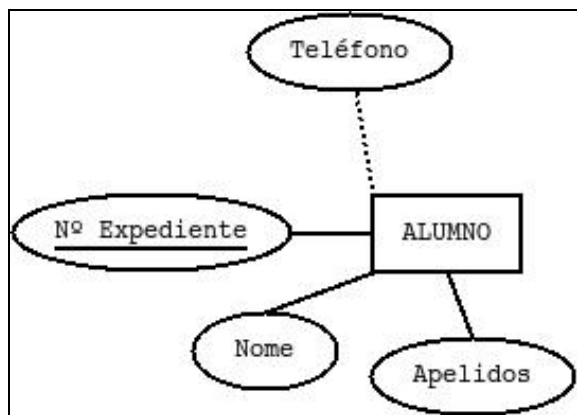 Teléfono
Nº Expediente
ALUMNO
Nome
Apelidos